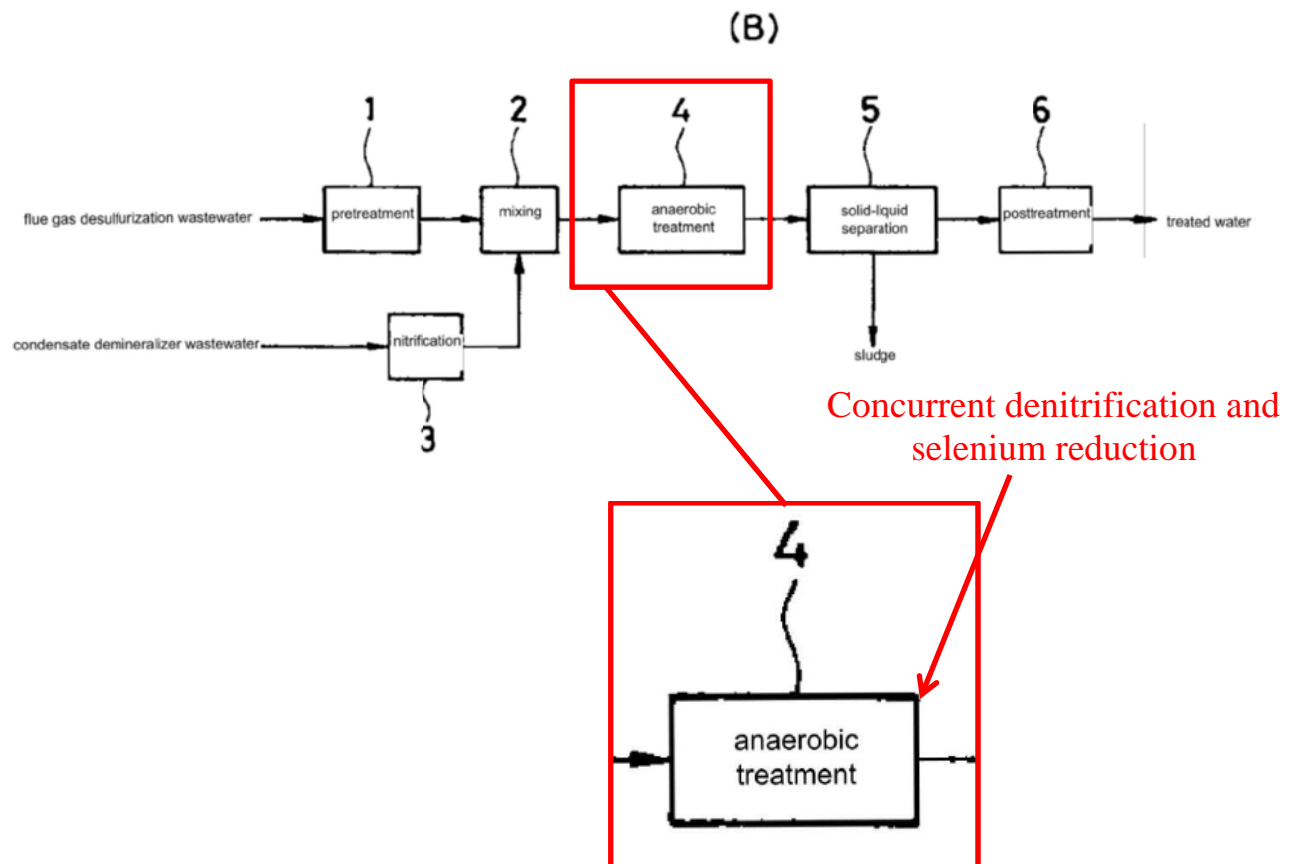 (B)
1
2
4
5
6
flue gas desulfurization wastewater
pretreatment
mixing
anaerobic
treatment
solid-liquid
separation
posttreatment
treated water
condensate demineralizer wastewater
nitrification
sludge
3
Concurrent denitrification and
selenium reduction
4
anaerobic
treatment